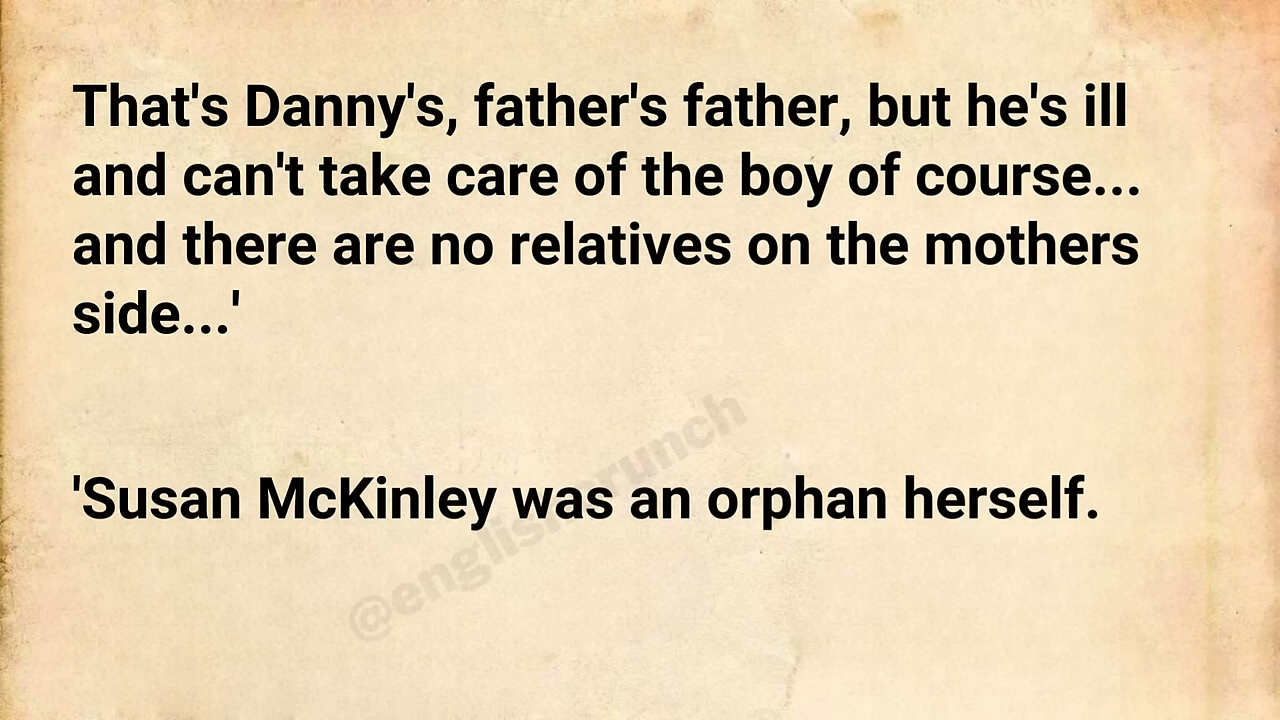 That's Danny's, father's father, but he's ill
and can't take care of the boy of course...
and there are no relatives on the mothers
side...'
'Susan McKinley was an orphan herself.